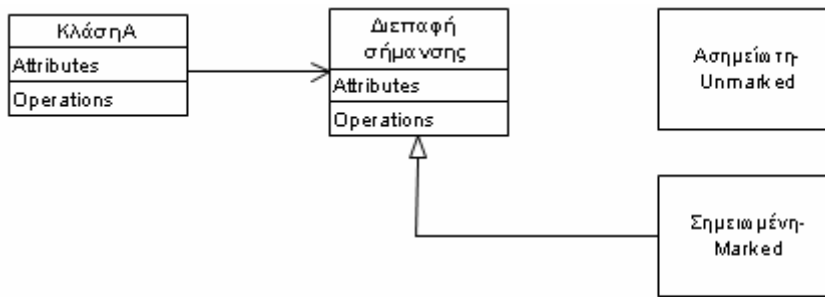 ΚλάσηΑ
Attributes
Operations
Διεπαφή
σήμανσης
Attributes
Operations
Ασημείωτη-
Unmarked
Σημειωμένη-
Marked